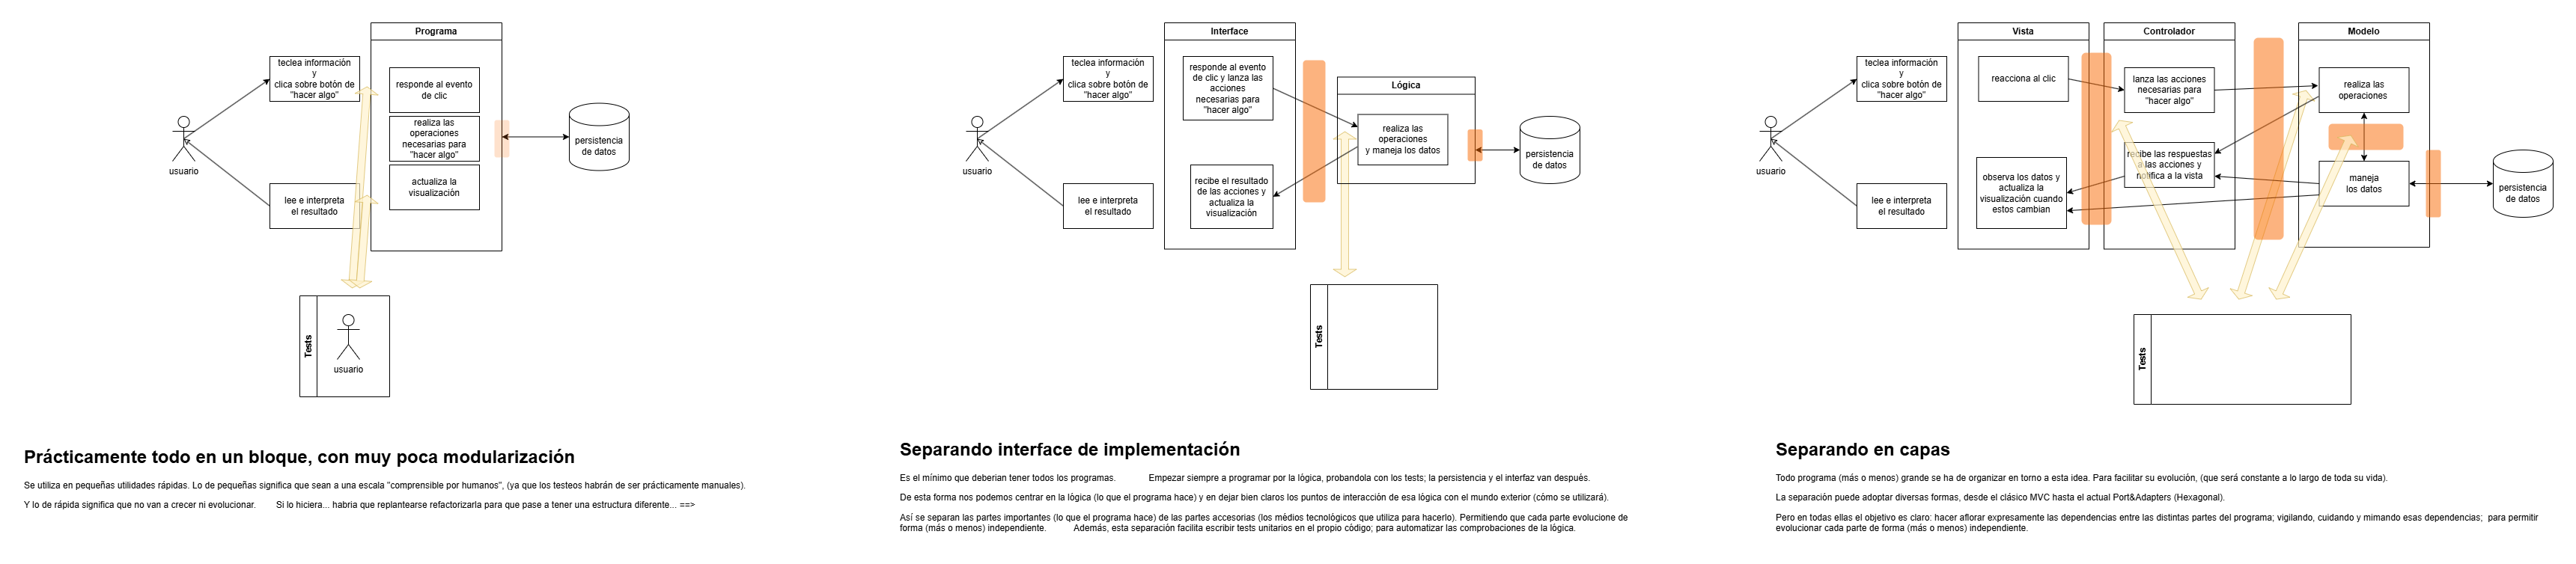 Programa
teclea información
y
clica sobre botón de
"hacer algo"
responde al evento
de clic
realiza las
operaciones
necesarias para
"hacer algo"
actualiza la
visualización
persistencia
de datos
usuario
lee e interpreta
el resultado
Tests
usuario
Prácticamente todo en un bloque, con muy poca modularización
Se utiliza en pequeñas utilidades rápidas. Lo de pequeñas significa que sean a una escala "comprensible por humanos", (ya que los testeos habrán de ser prácticamente manuales).
Y lo de rápida significa que no van a crecer ni evolucionar. Si lo hiciera... habria que replantearse refactorizarla para que pase a tener una estructura diferente... ==>
Interface
teclea información
y
clica sobre botón de
"hacer algo"
responde al evento
de clic y lanza las
acciones
necesarias para
"hacer algo"
Lógica
realiza las
operaciones
y maneja los datos
persistencia
de datos
usuario
recibe el resultado
de las acciones y
actualiza la
visualización
lee e interpreta
el resultado
Tests
Separando interface de implementación
Es el mínimo que deberian tener todos los programas. Empezar siempre a programar por la lógica, probandola con los tests; la persistencia y el interfaz van después.
De esta forma nos podemos centrar en la lógica (lo que el programa hace) y en dejar bien claros los puntos de interacción de esa lógica con el mundo exterior (cómo se utilizará).
Así se separan las partes importantes (lo que el programa hace) de las partes accesorias (los médios tecnológicos que utiliza para hacerlo). Permitiendo que cada parte evolucione de
forma (más o menos) independiente. Además, esta separación facilita escribir tests unitarios en el propio código; para automatizar las comprobaciones de la lógica.
Vista
Controlador
Modelo
teclea información
y
clica sobre botón de
"hacer algo"
reacciona al clic
lanza las acciones
necesarias para
"hacer algo"
realiza las
operaciones
usuario
recibe las respuestas
a las acciones y
notifica a la vista
observa los datos y
actualiza la
visualización cuando
estos cambian
maneja
los datos
persistencia
de datos
lee e interpreta
el resultado
Tests
Separando en capas
Todo programa (más o menos) grande se ha de organizar en torno a esta idea. Para facilitar su evolución, (que será constante a lo largo de toda su vida).
La separación puede adoptar diversas formas, desde el clásico MVC hasta el actual Port&Adapters (Hexagonal).
Pero en todas ellas el objetivo es claro: hacer aflorar expresamente las dependencias entre las distintas partes del programa; vigilando, cuidando y mimando esas dependencias; para permitir
evolucionar cada parte de forma (más o menos) independiente.